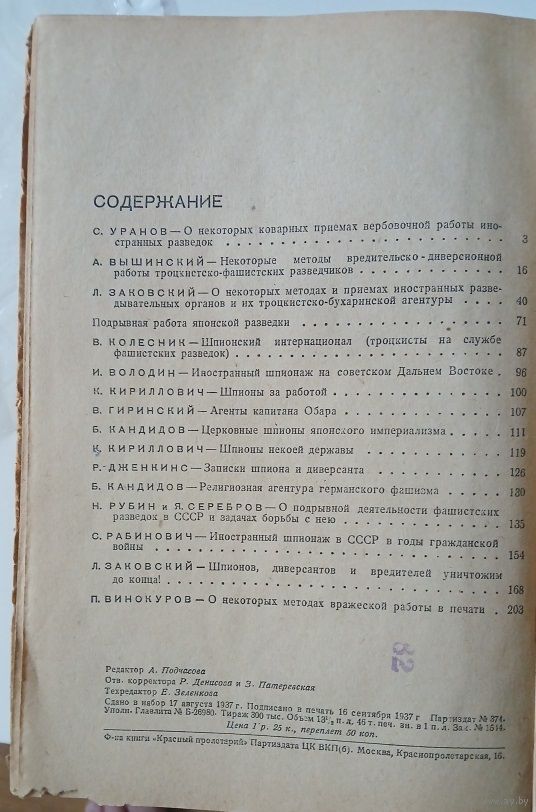 СОДЕРЖАНИЕ
С. УРАНОВ — О некоторых коварных приемах вербовочной работы ино-
странных разведок . . . . . . . . . . . . . . . . . . . . . 3
А. ВЫШИНСКИЙ — Некоторые методы вредительско-диверсионной
работы троцкистско-фашистских разведчиков . . . . . . . . . . 16
Л. ЗАКОВСКИЙ — О некоторых методах и приемах иностранных разве-
дывательных органов и их троцкистско-бухаринской агентуры . . . . 40
Подрывная работа японской разведки . . . . . . . . . . . . . . . 71
В. КОЛЕСНИК — Шпионский интернационал (троцкисты на службе
фашистских разведок) . . . . . . . . . . . . . . . . . . . . 87
И. ВОЛОДИН — Иностранный шпионаж на советском Дальнем Востоке . 96
К. КИРИЛЛОВИЧ — Шпионы за работой . . . . . . . . . . . . . 100
В. ГИРИНСКИЙ — Агенты капитана Обара . . . . . . . . . . . . 107
Б. КАНДИДОВ — Церковные шпионы японского империализма . . . . . 111
К. КИРИЛЛОВИЧ — Шпионы некоей державы . . . . . . . . . . . 119
Р. ДЖЕНКИНС — Записки шпиона и диверсанта . . . . . . . . . . 126
Б. КАНДИДОВ — Религиозная агентура германского фашизма . . . . . 130
Н. РУБИН и Я. СЕРЕБРОВ — О подрывной деятельности фашистских
разведок в СССР и задачах борьбы с нею . . . . . . . . . . . . 135
С. РАБИНОВИЧ — Иностранный шпионаж в СССР в годы гражданской
войны . . . . . . . . . . . . . . . . . . . . . . . . . . . 154
Л. ЗАКОВСКИЙ — Шпионов, диверсантов и вредителей уничтожим
до конца! . . . . . . . . . . . . . . . . . . . . . . . . . 168
П. ВИНОКУРОВ — О некоторых методах вражеской работы в печати . 203
32
Редактор А. Подчасова
Отв. корректора Р. Денисова и З. Патеревская
Техредактор Е. Зеленкова
Сдано в набор 17 августа 1937 г. Подписано в печать 16 сентября 1937 г Партиздат № 374.
Уполн. Главлита № Б-26980. Тираж 300 тыс. Объем 13 п. л. 46 т. печ. зн. в 1 п. л. Зак. № 1514.
Цена 1 р. 25 к., переплет 50 коп.
Ф-ка книги «Красный пролетарий» Партиздата ЦК ВКП(б). Москва, Краснопролетарская, 16.
ay.by